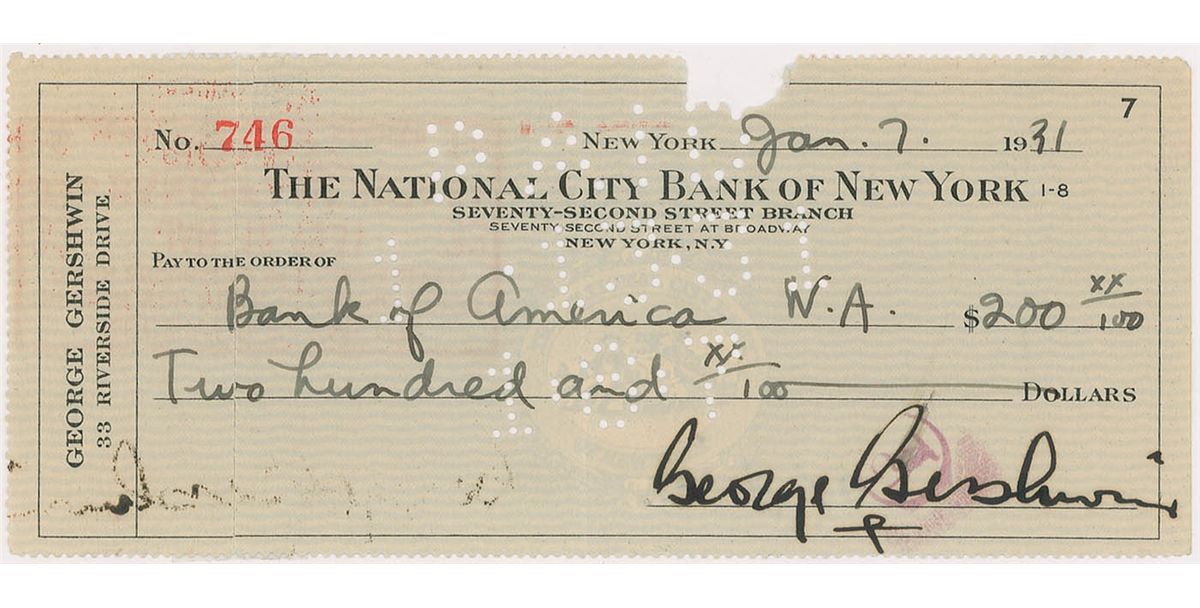 7
No. 746 NEW YORK Jan. 7. 1931
THE NATIONAL CITY BANK OF NEW YORK 1-8
SEVENTY-SECOND STREET BRANCH
SEVENTY SECOND STREET AT BROADWAY
NEW YORK, N.Y
PAY TO THE ORDER OF
Bank of America N.A. $200 xx/100
Two hundred and xx/100 DOLLARS
George Gershwin
GEORGE GERSHWIN
33 RIVERSIDE DRIVE